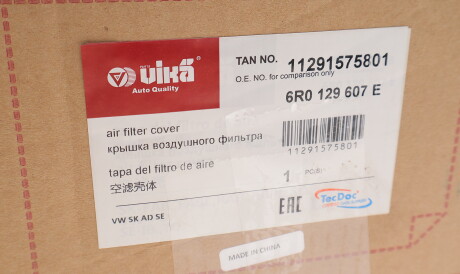 vika
Auto Quality
TAN NO. 11291575801
O.E. NO. for comparison only
6R0 129 607 E
air filter cover
крышка воздушного фильтра
tapa del filtro de aire
空滤壳体
11291575801
1 PC/S
VW SK AD SE
EAC
TecDoc
MADE IN CHINA